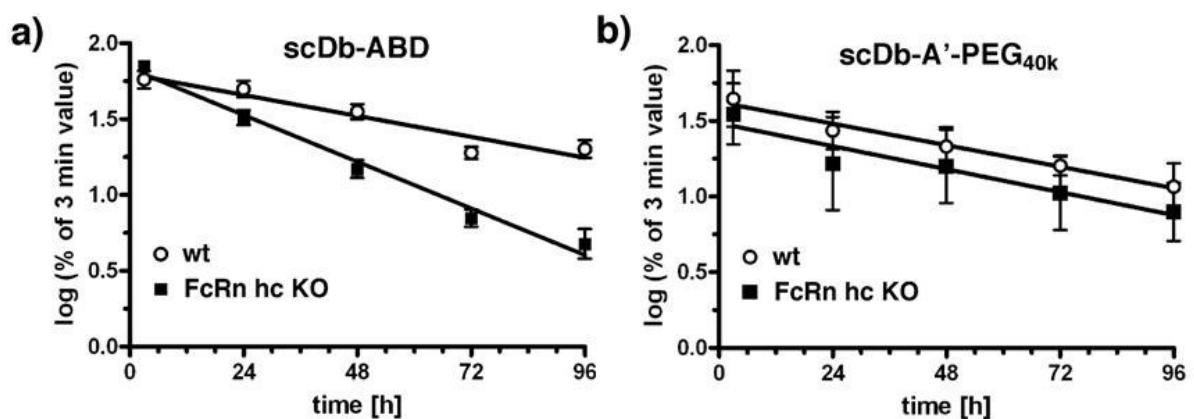 a)
scDb-ABD
log (% of 3 min value)
2.0
1.5
1.0
0.5
0.0
wt
FcRn hc KO
0
24
48
72
96
time [h]
b)
scDb-A'-PEG40k
log (% of 3 min value)
2.0
1.5
1.0
0.5
0.0
wt
FcRn hc KO
0
24
48
72
96
time [h]